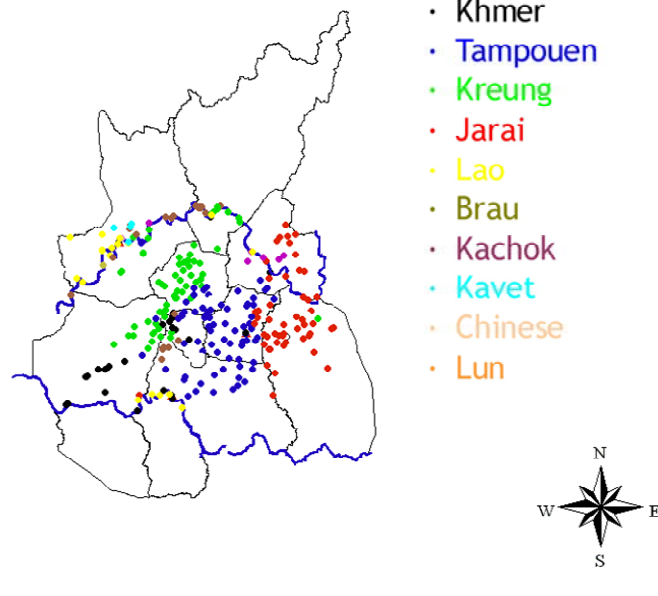 · Khmer
· Tampouen
· Kreung
· Jarai
· Lao
· Brau
· Kachok
· Kavet
· Chinese
· Lun
N
W E
S